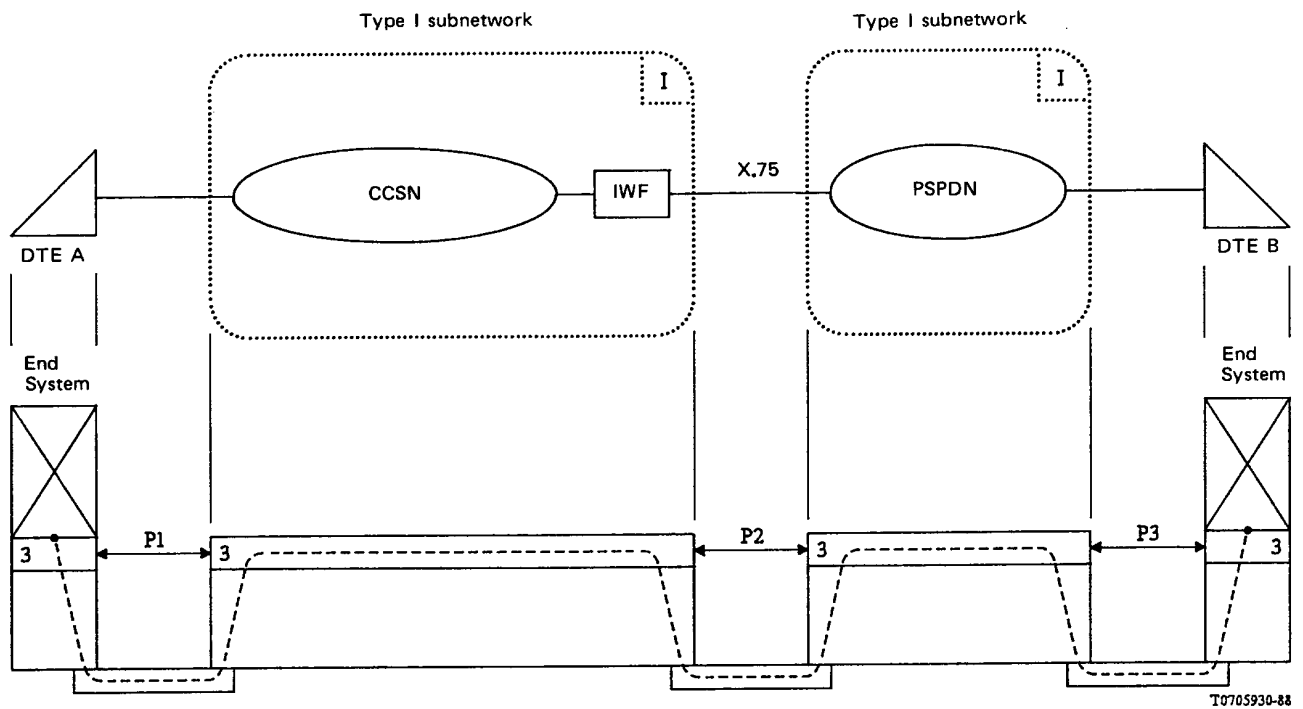 Type I subnetwork
Type I subnetwork
I
I
CCSN
IWF
X.75
PSPDN
DTE A
DTE B
End
System
End
System
P1
P2
P3
3
3
3
3
T0705930-88